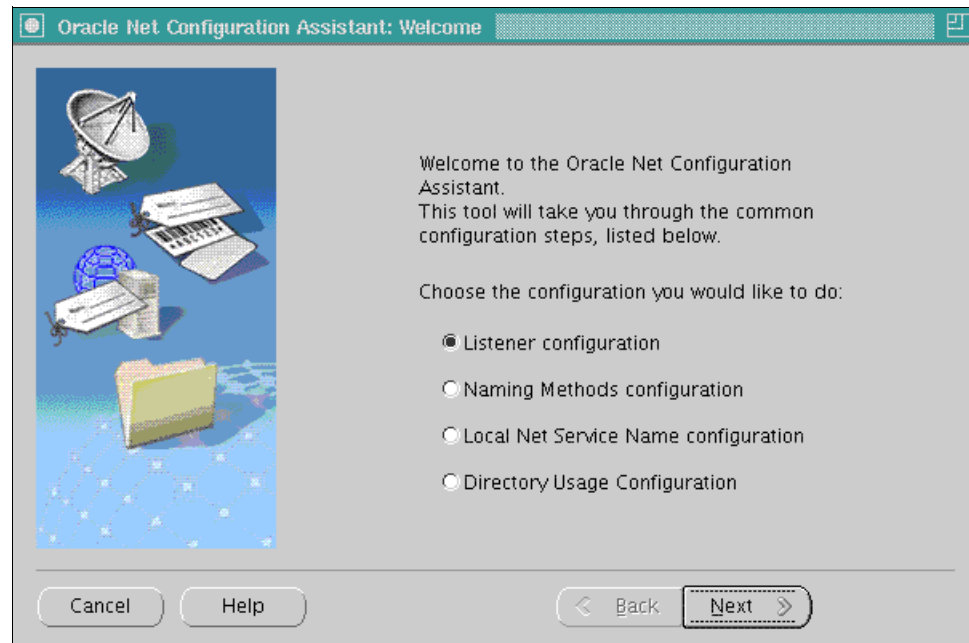 Oracle Net Configuration Assistant: Welcome
Welcome to the Oracle Net Configuration
Assistant.
This tool will take you through the common
configuration steps, listed below.
Choose the configuration you would like to do:
Listener configuration
Naming Methods configuration
Local Net Service Name configuration
Directory Usage Configuration
Cancel
Help
Back
Next